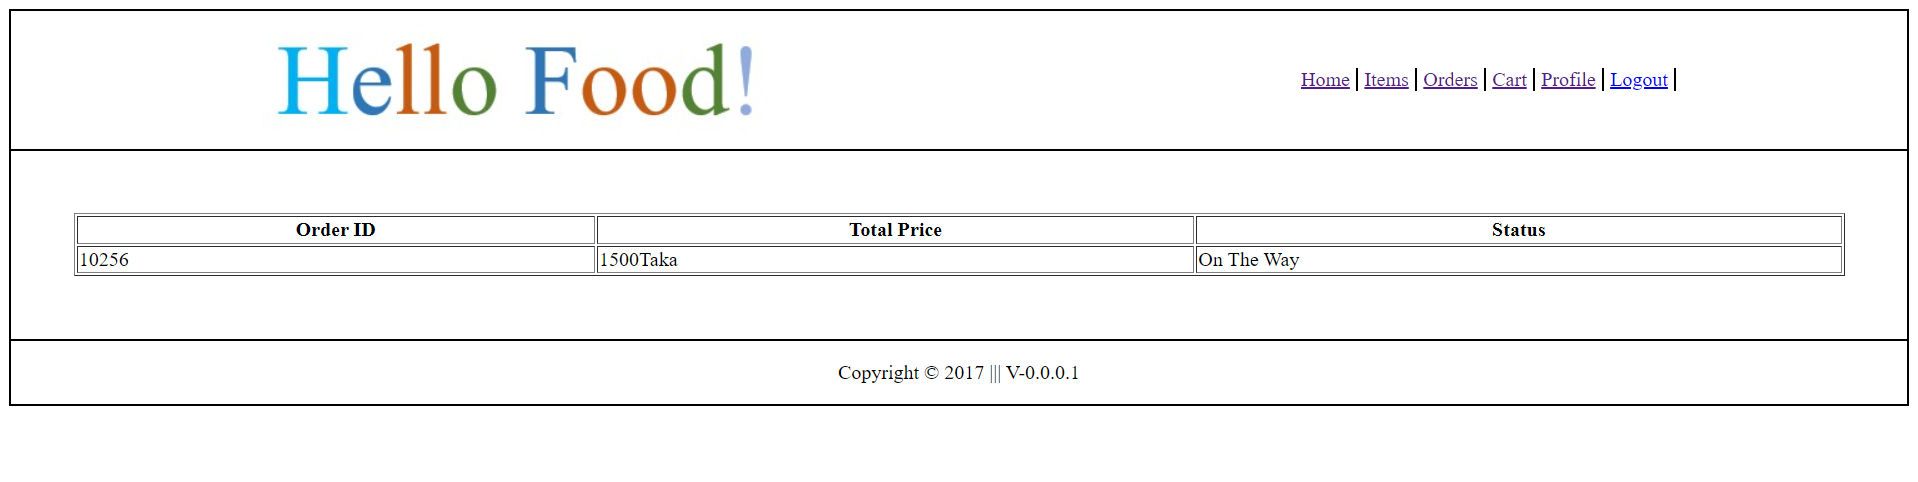 Hello Food!
Home | Items | Orders | Cart | Profile | Logout |
Order ID Total Price Status
10256 1500Taka On The Way
Copyright © 2017 ||| V-0.0.0.1